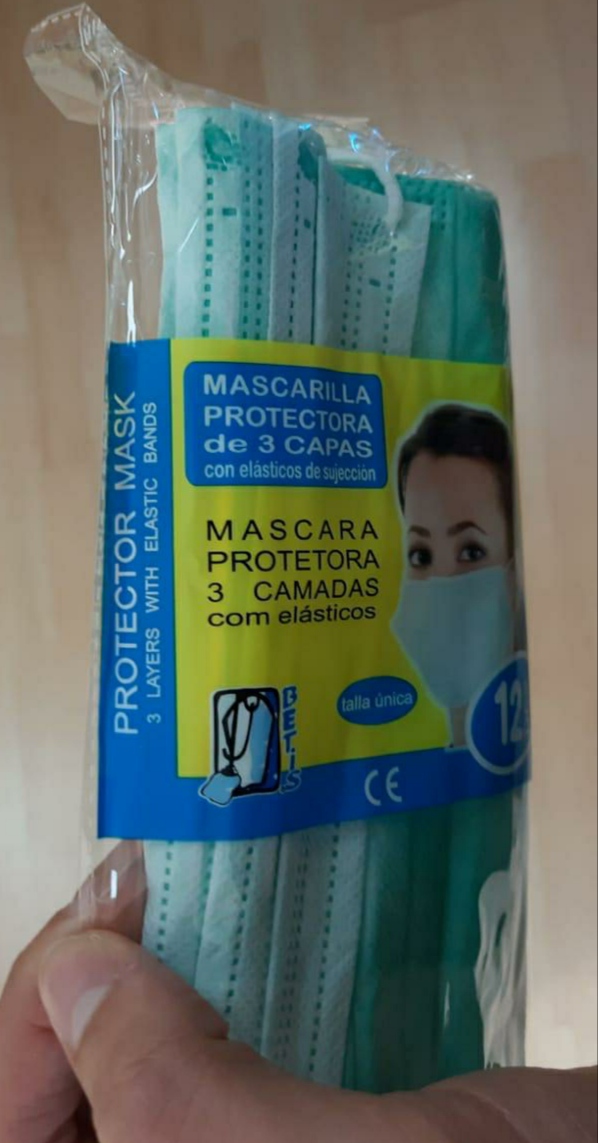 PROTECTOR MASK
3 LAYERS WITH ELASTIC BANDS
MASCARILLA
PROTECTORA
de 3 CAPAS
con elásticos de sujección
MASCARA
PROTETORA
3 CAMADAS
com elásticos
talla única
BETIS
12
CE